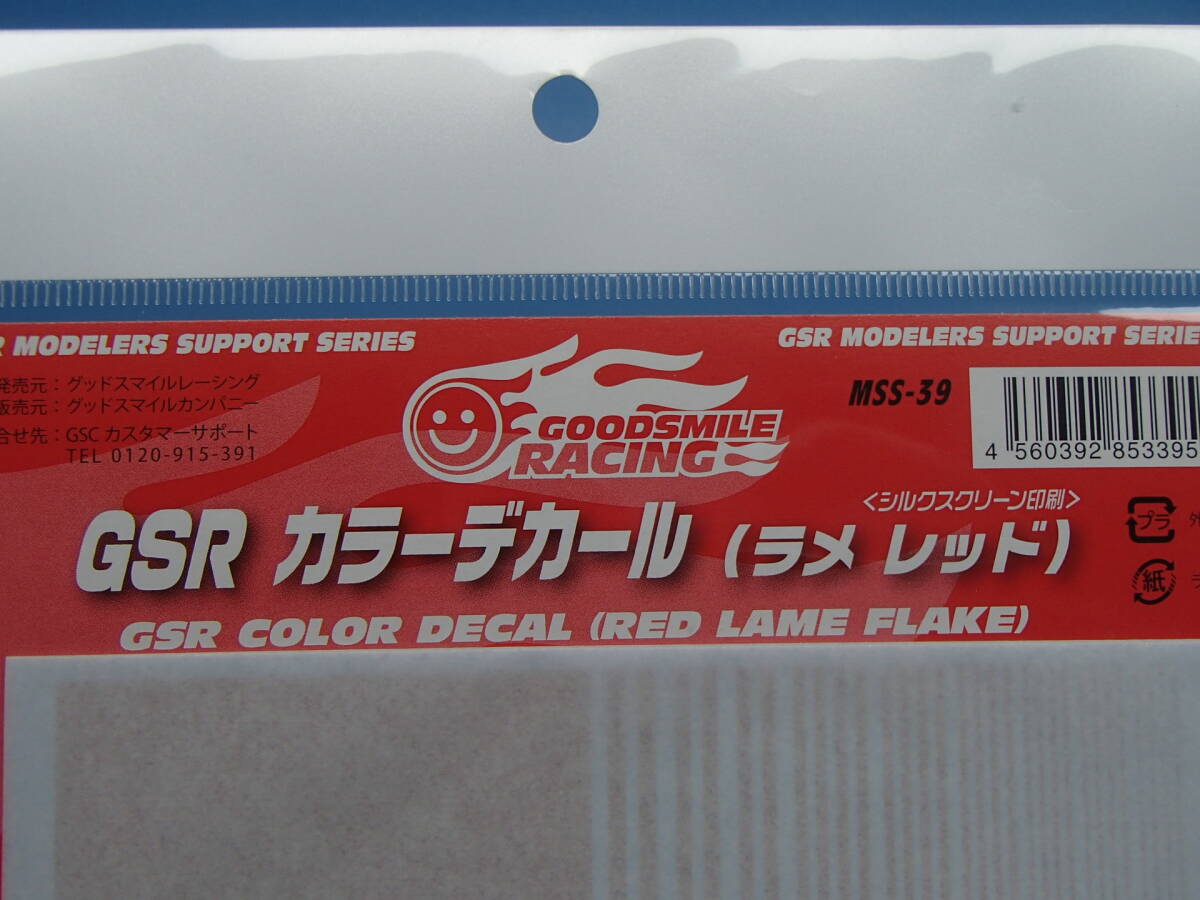 R MODELERS SUPPORT SERIES
GSR MODELERS SUPPORT SERIE
発売元：グッドスマイルレーシング
販売元：グッドスマイルカンパニー
合せ先：GSC カスタマーサポート
TEL 0120-915-391
GOODSMILE
RACING
MSS-39
4 560392 853395
<シルクスクリーン印刷>
GSR カラーデカール（ラメ レッド）
GSR COLOR DECAL (RED LAME FLAKE)
プラ
紙